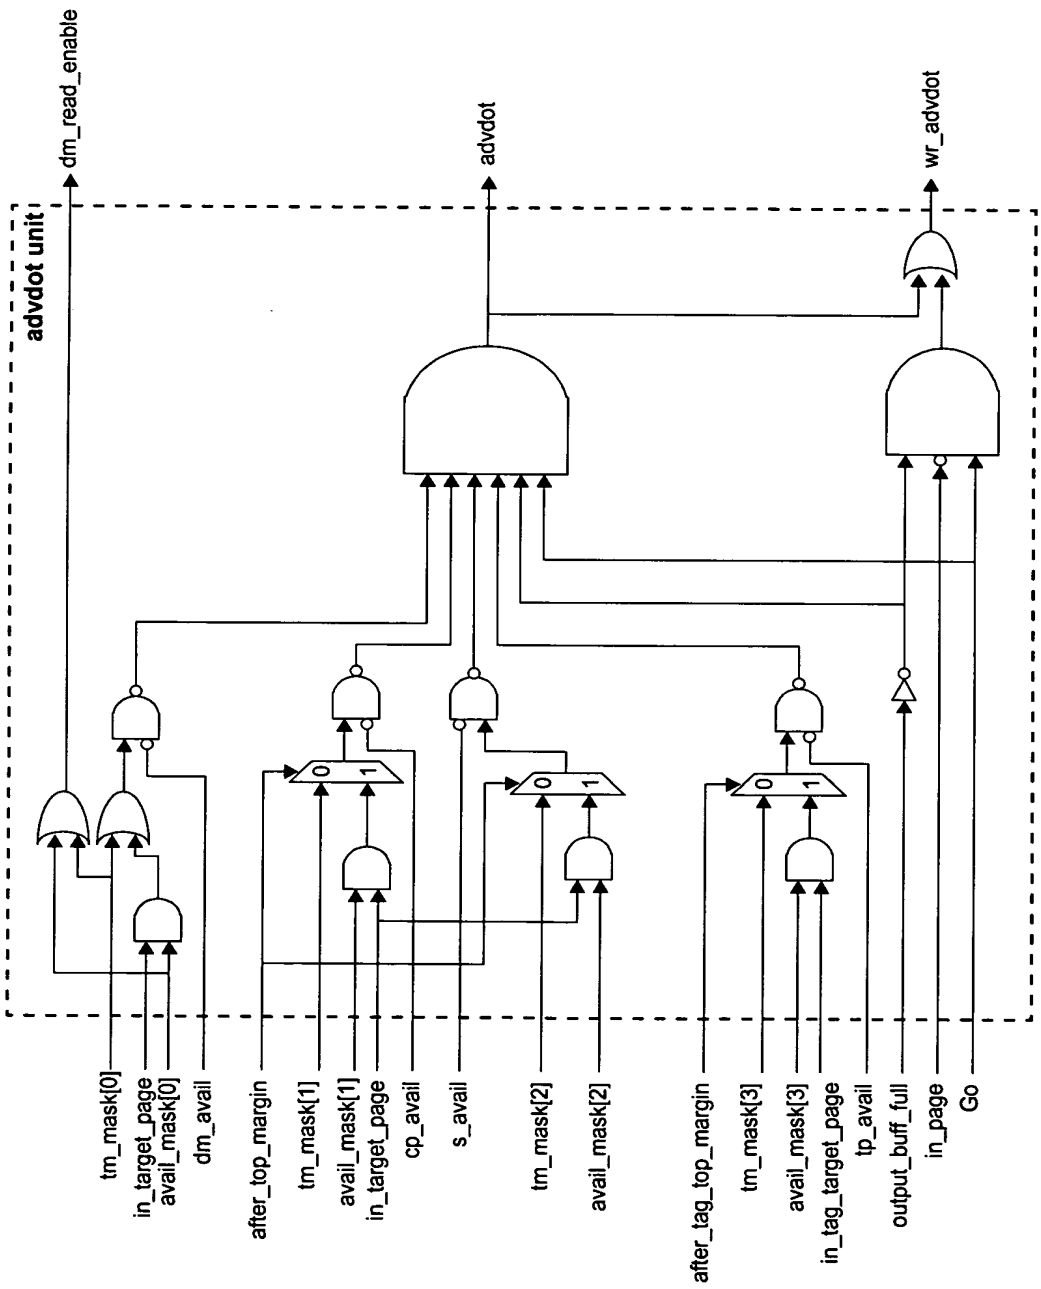 dm_read_enable
advdot
wr_advdot
advdot unit
0
1
0
1
0
1
tm_mask[0]
in_target_page
avail_mask[0]
dm_avail
after_top_margin
tm_mask[1]
avail_mask[1]
in_target_page
cp_avail
s_avail
tm_mask[2]
avail_mask[2]
after_tag_top_margin
tm_mask[3]
avail_mask[3]
in_tag_target_page
tp_avail
output_buff_full
in_page
Go